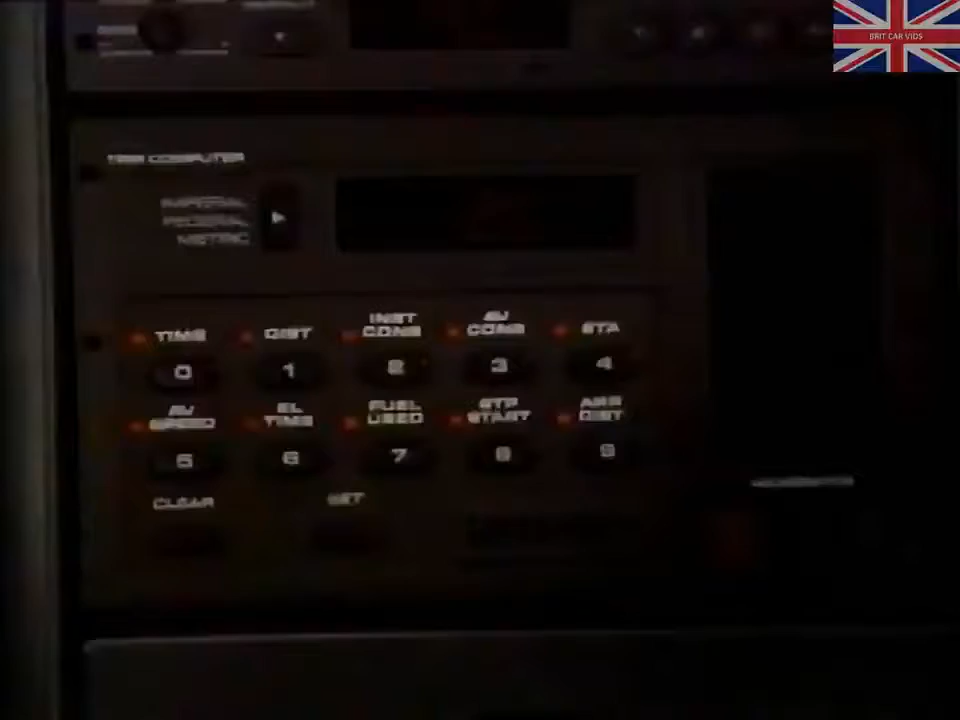 BRIT CAR VIDS
TRIP COMPUTER
IMPERIAL
FEDERAL
METRIC
TIME
DIST
INST
CONS
AV
CONS
ETA
0
1
2
3
4
AV
SPEED
EL
TIME
FUEL
USED
STP
START
ARR
DIST
5
6
7
8
9
CLEAR
SET